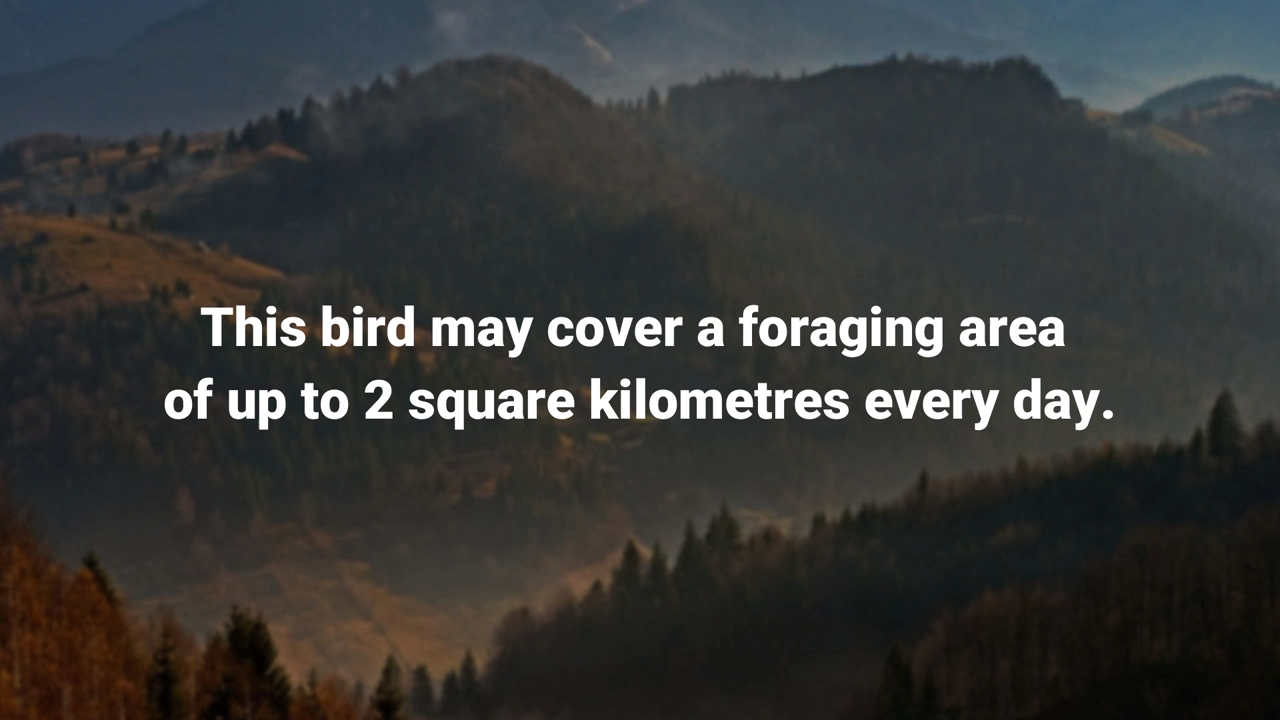 This bird may cover a foraging area
of up to 2 square kilometres every day.